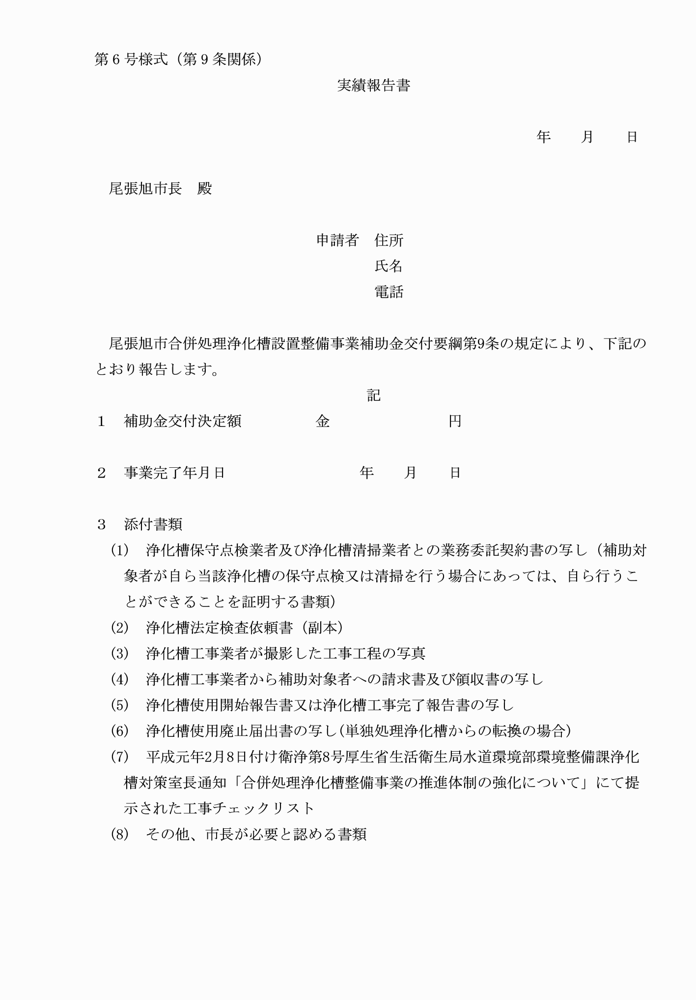 第６号様式（第９条関係）
実績報告書
年　　月　　日
尾張旭市長　殿
申請者　住所
氏名
電話
尾張旭市合併処理浄化槽設置整備事業補助金交付要綱第9条の規定により、下記の
とおり報告します。
記
１　補助金交付決定額　　　　　金　　　　　　　　円
２　事業完了年月日　　　　　　　　　年　　月　　日
３　添付書類
(1)　浄化槽保守点検業者及び浄化槽清掃業者との業務委託契約書の写し（補助対
象者が自ら当該浄化槽の保守点検又は清掃を行う場合にあっては、自ら行うこ
とができることを証明する書類）
(2)　浄化槽法定検査依頼書（副本）
(3)　浄化槽工事業者が撮影した工事工程の写真
(4)　浄化槽工事業者から補助対象者への請求書及び領収書の写し
(5)　浄化槽使用開始報告書又は浄化槽工事完了報告書の写し
(6)　浄化槽使用廃止届出書の写し(単独処理浄化槽からの転換の場合)
(7)　平成元年2月8日付け衛浄第8号厚生省生活衛生局水道環境部環境整備課浄化
槽対策室長通知「合併処理浄化槽整備事業の推進体制の強化について」にて提
示された工事チェックリスト
(8)　その他、市長が必要と認める書類